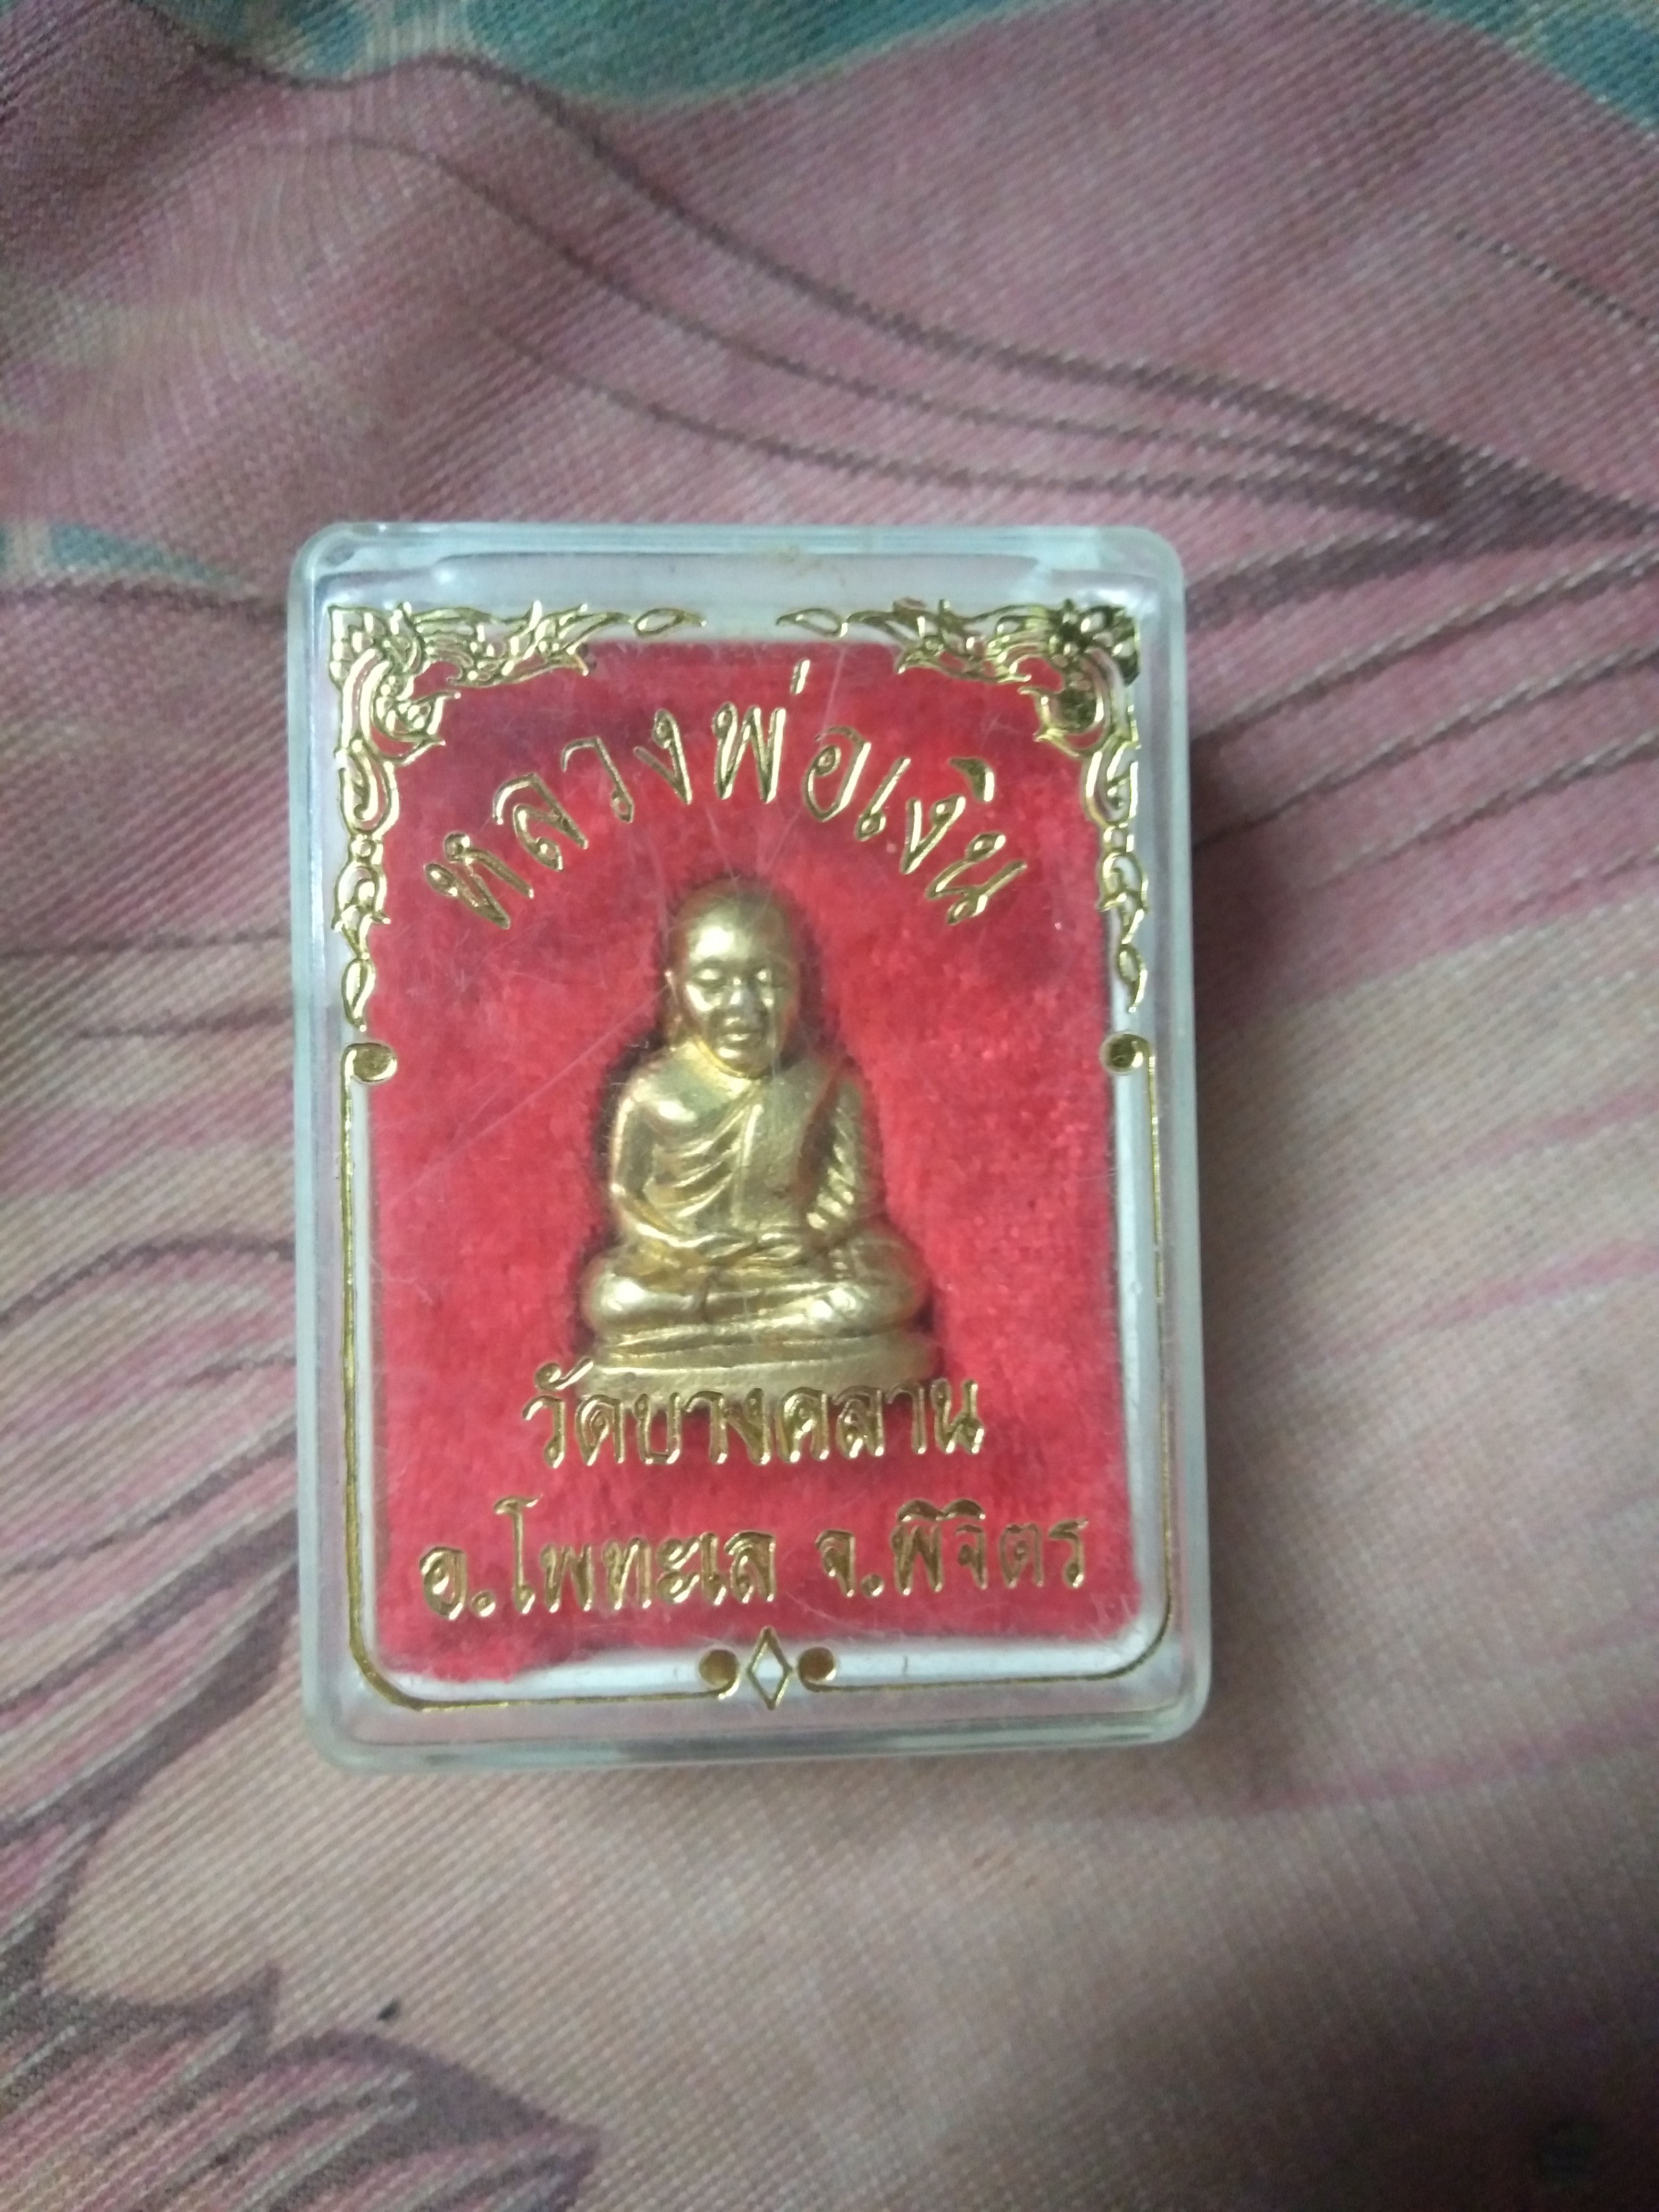 หลวงพ่อเงิน
วัดบางคลาน
อ.โพทะเล จ.พิจิตร